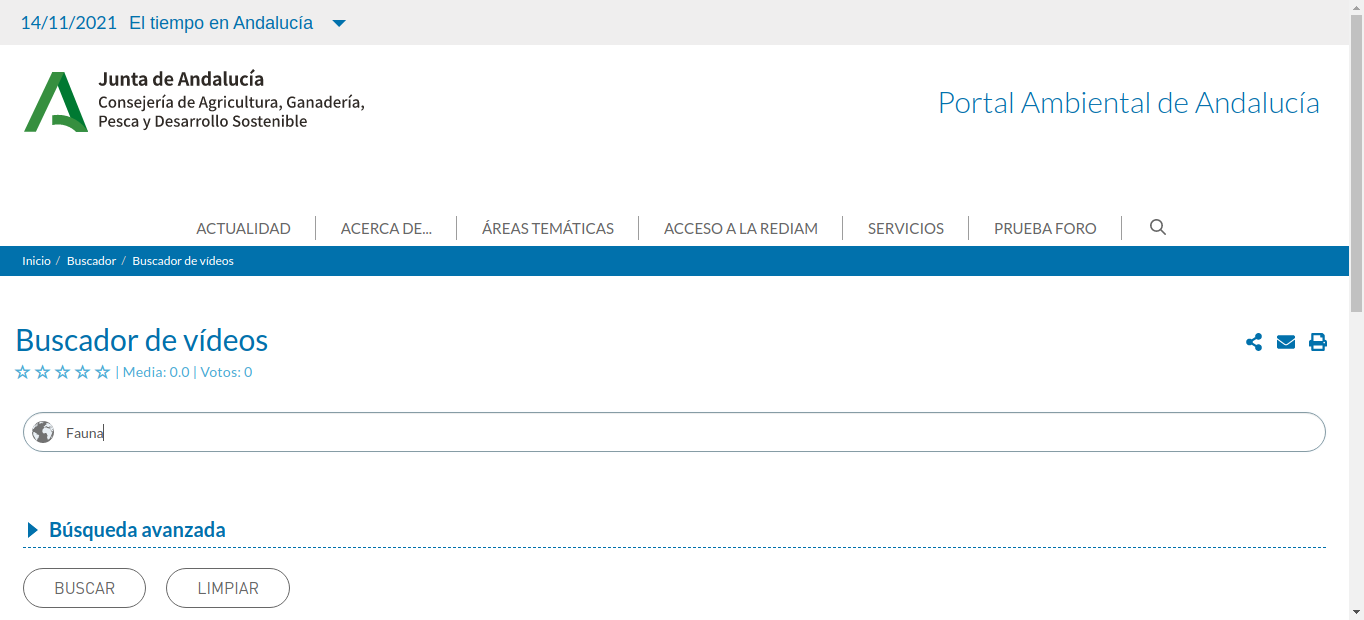 14/11/2021 El tiempo en Andalucía
Junta de Andalucía
Consejería de Agricultura, Ganadería,
Pesca y Desarrollo Sostenible
Portal Ambiental de Andalucía
ACTUALIDAD ACERCA DE... ÁREAS TEMÁTICAS ACCESO A LA REDIAM SERVICIOS PRUEBA FORO
Inicio / Buscador / Buscador de vídeos
Buscador de vídeos
| Media: 0.0 | Votos: 0
Fauna
Búsqueda avanzada
BUSCAR LIMPIAR